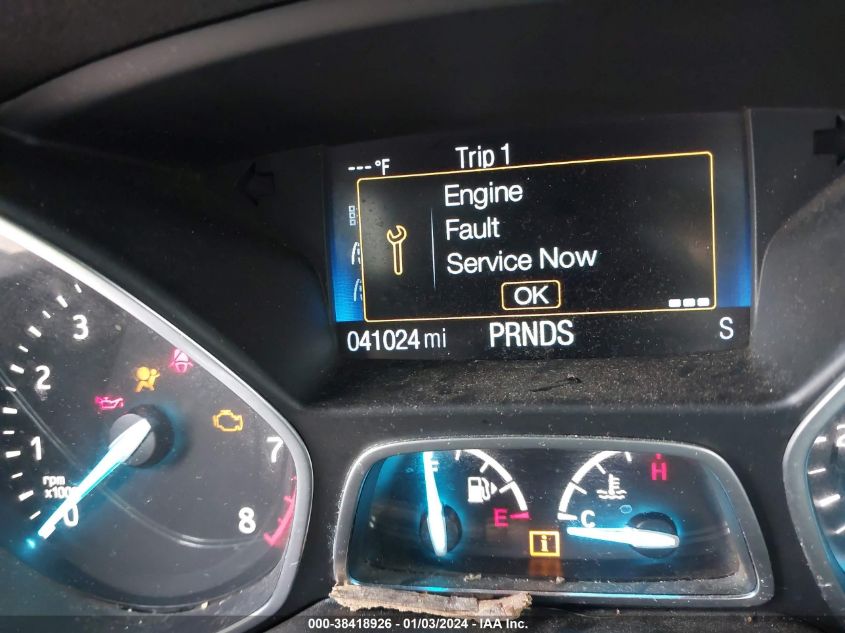 ---°F Trip 1
Engine
Fault
Service Now
OK
041024 mi PRNDS S
3
2
1
rpm
x1000
0
7
8
F
E
H
C
i
2
000-38418926 - 01/03/2024 - IAA Inc.